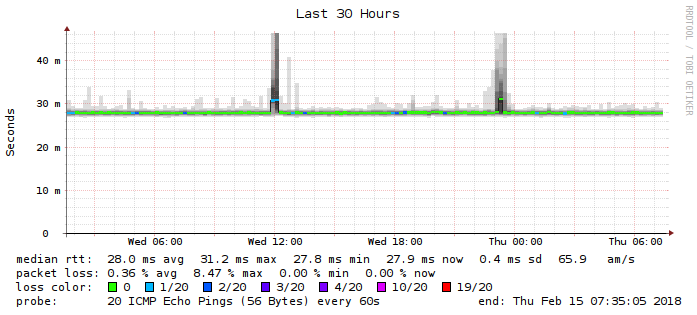 Last 30 Hours
RRDTOOL / TOBI OETIKER
Seconds
40 m
30 m
20 m
10 m
0
Wed 06:00 Wed 12:00 Wed 18:00 Thu 00:00 Thu 06:00
median rtt: 28.0 ms avg 31.2 ms max 27.8 ms min 27.9 ms now 0.4 ms sd 65.9 am/s
packet loss: 0.36 % avg 8.47 % max 0.00 % min 0.00 % now
loss color: 0 1/20 2/20 3/20 4/20 10/20 19/20
probe: 20 ICMP Echo Pings (56 Bytes) every 60s end: Thu Feb 15 07:35:05 2018